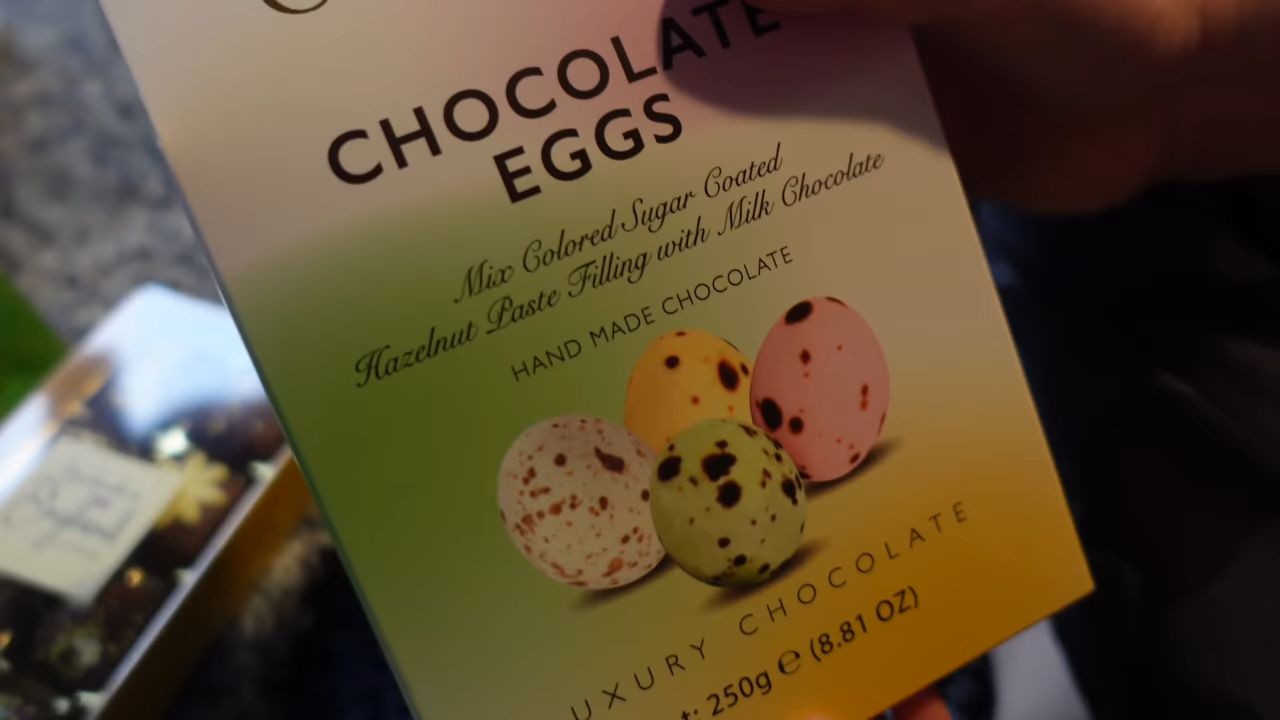 CHOCOLATE
EGGS
Mix Colored Sugar Coated
Hazelnut Paste Filling with Milk Chocolate
HAND MADE CHOCOLATE
UXURY CHOCOLATE
t: 250g ℮ (8.81 OZ)